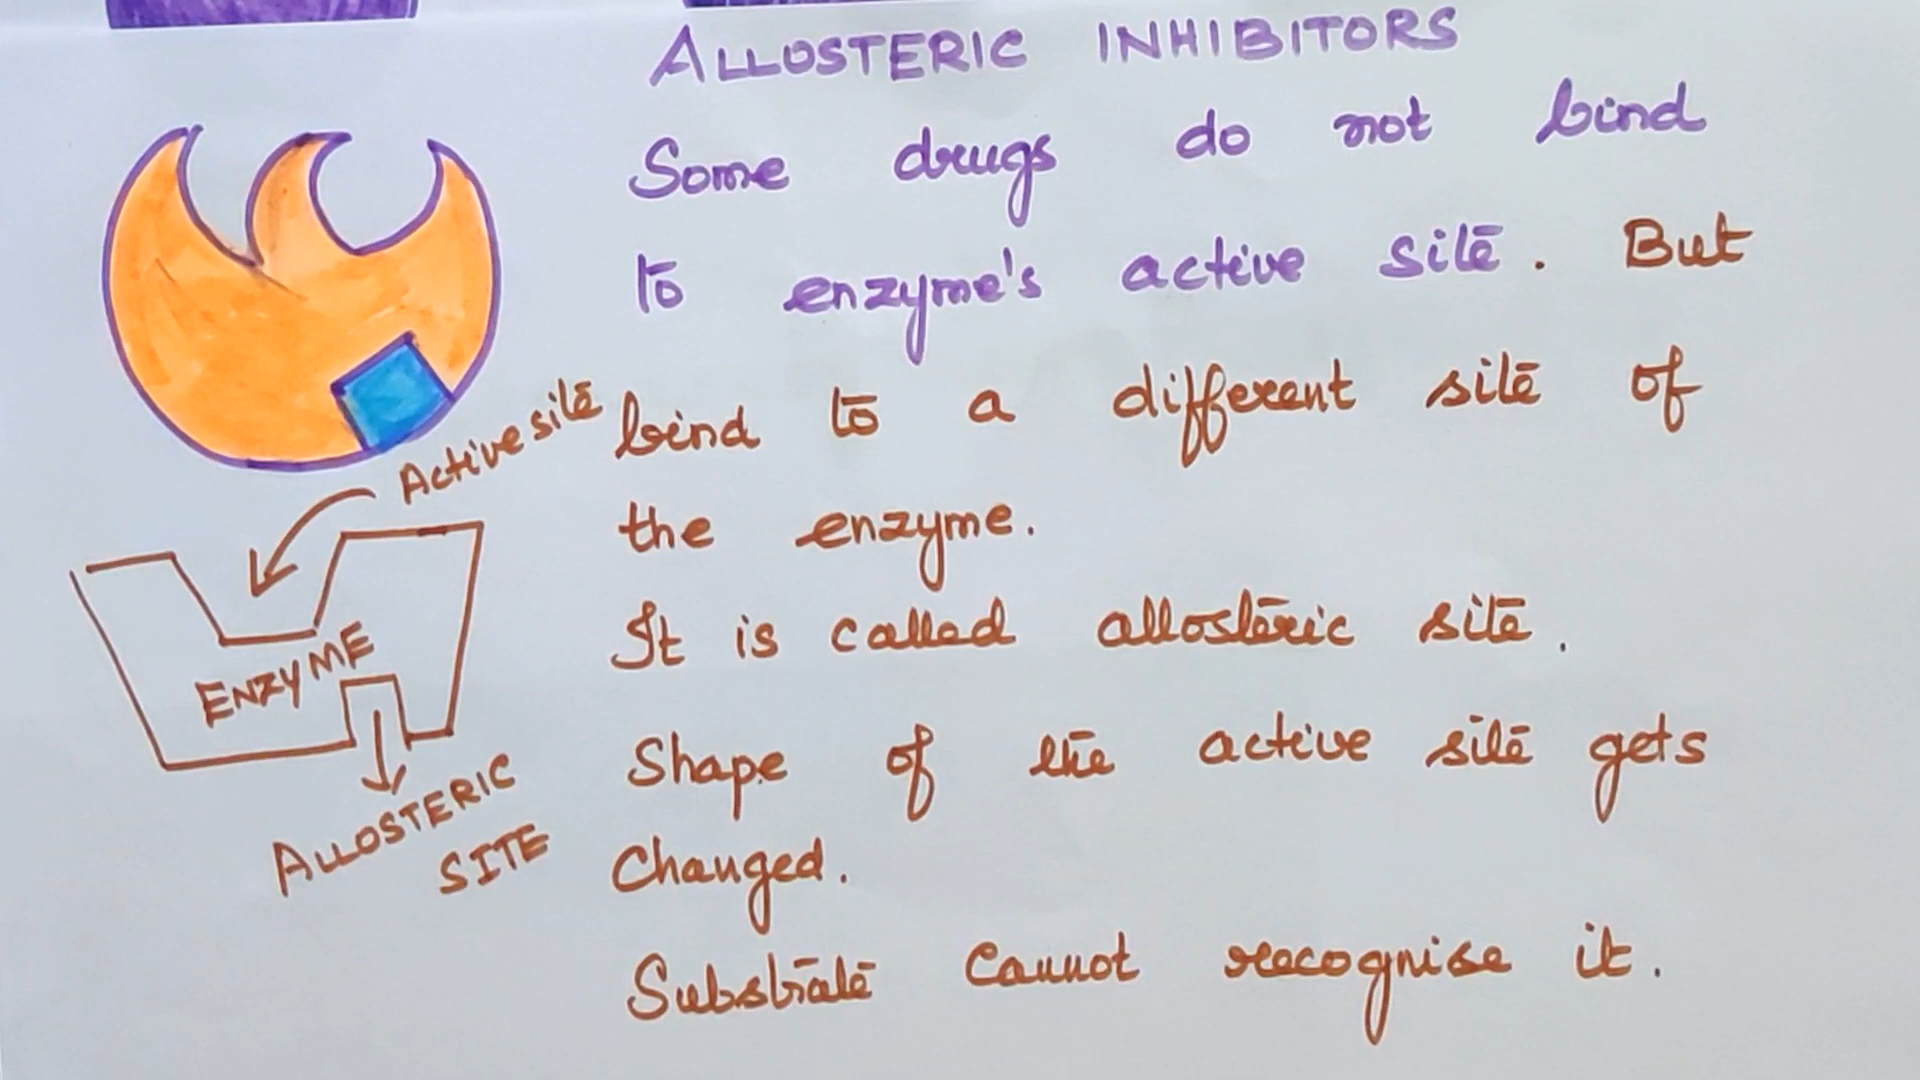 ALLOSTERIC INHIBITORS
Some drugs do not bind
to enzyme's active site. But
bind to a different site of
the enzyme.
It is called allosteric site.
Shape of the active site gets
Changed.
Substrate Cannot recognise it.
Active site
ENZYME
ALLOSTERIC
SITE